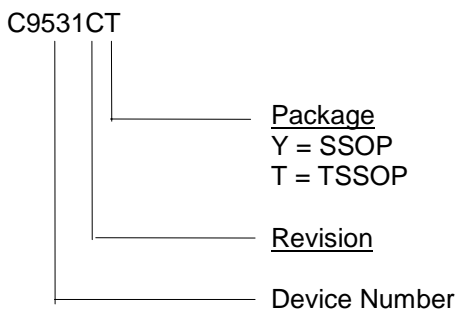 C9531CT
Package
Y = SSOP
T = TSSOP
Revision
Device Number